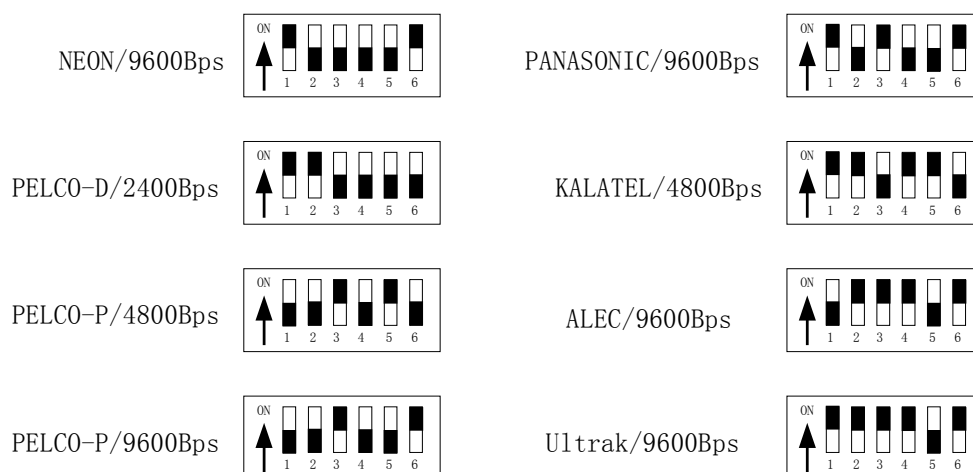 NEON/9600Bps ON 1 2 3 4 5 6 PANASONIC/9600Bps ON 1 2 3 4 5 6
PELCO-D/2400Bps ON 1 2 3 4 5 6 KALATEL/4800Bps ON 1 2 3 4 5 6
PELCO-P/4800Bps ON 1 2 3 4 5 6 ALEC/9600Bps ON 1 2 3 4 5 6
PELCO-P/9600Bps ON 1 2 3 4 5 6 Ultrak/9600Bps ON 1 2 3 4 5 6